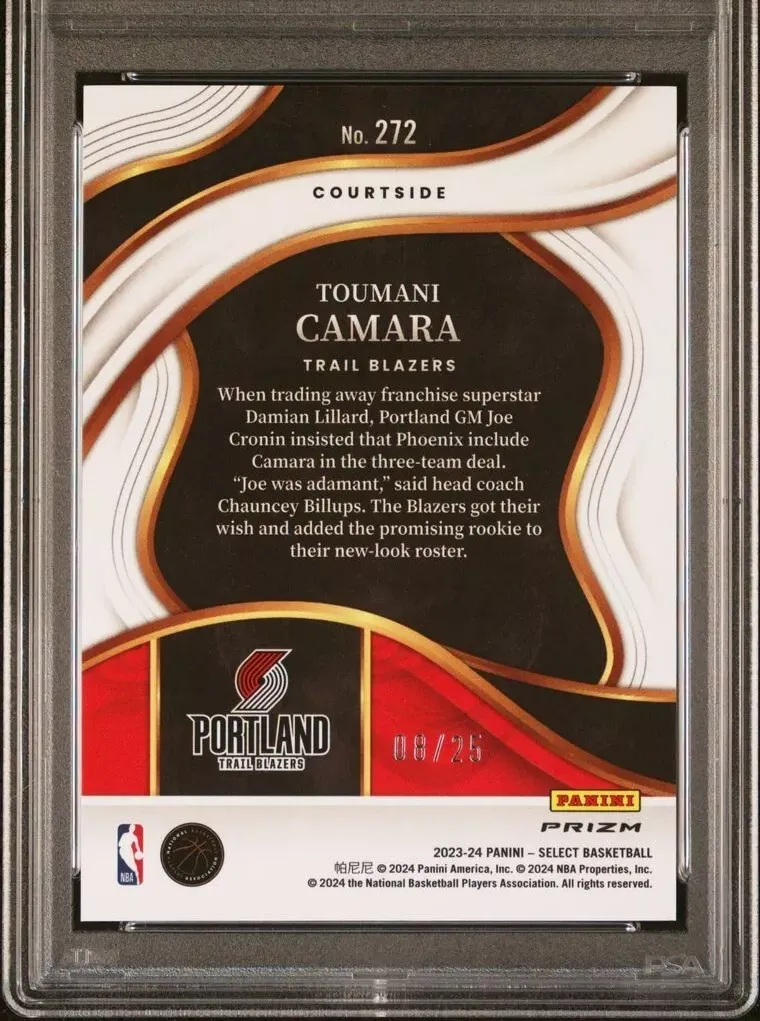 No. 272
COURTSIDE
TOUMANI
CAMARA
TRAIL BLAZERS
When trading away franchise superstar
Damian Lillard, Portland GM Joe
Cronin insisted that Phoenix include
Camara in the three-team deal.
“Joe was adamant,” said head coach
Chauncey Billups. The Blazers got their
wish and added the promising rookie to
their new-look roster.
PORTLAND
TRAIL BLAZERS
08/25
PANINI
PRIZM
NBA
NATIONAL BASKETBALL ASSOCIATION
2023-24 PANINI – SELECT BASKETBALL
帕尼尼 © 2024 Panini America, Inc. © 2024 NBA Properties, Inc.
© 2024 the National Basketball Players Association. All rights reserved.
PSA